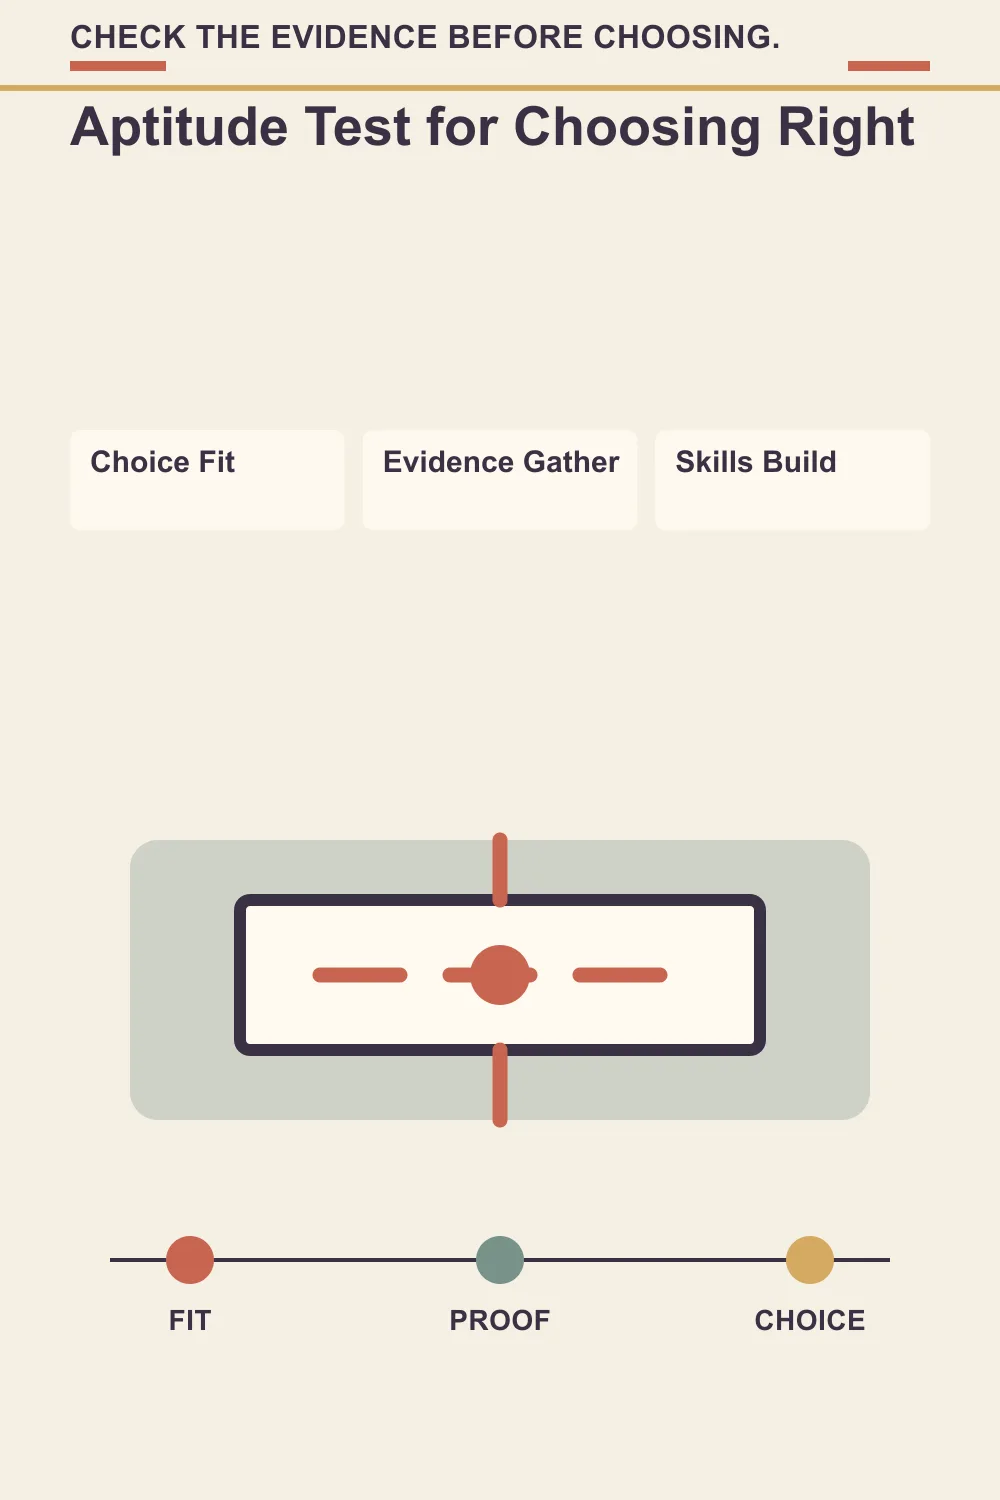 CHECK THE EVIDENCE BEFORE CHOOSING.
Aptitude Test for Choosing Right
Choice Fit
Evidence Gather
Skills Build
FIT
PROOF
CHOICE